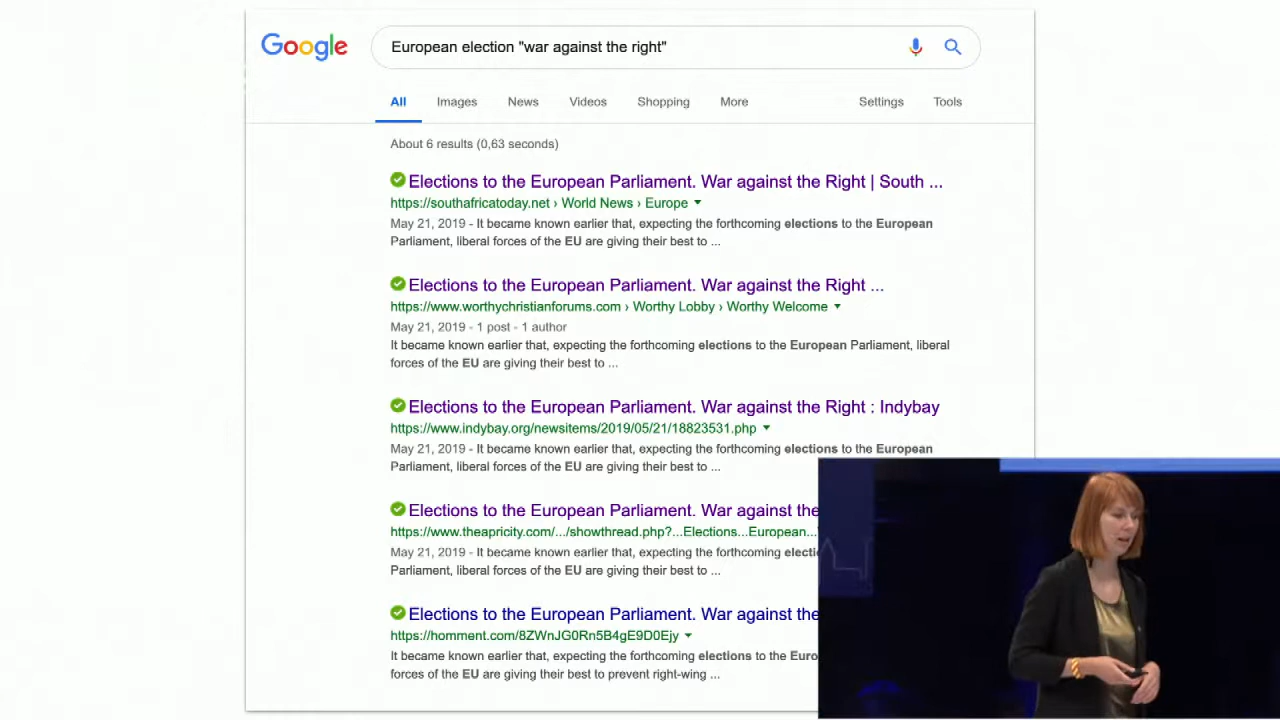 Google
European election "war against the right"
All Images News Videos Shopping More Settings Tools
About 6 results (0,63 seconds)
Elections to the European Parliament. War against the Right | South ...
https://southafricatoday.net › World News › Europe
May 21, 2019 - It became known earlier that, expecting the forthcoming elections to the European
Parliament, liberal forces of the EU are giving their best to ...
Elections to the European Parliament. War against the Right ...
https://www.worthychristianforums.com › Worthy Lobby › Worthy Welcome
May 21, 2019 - 1 post - 1 author
It became known earlier that, expecting the forthcoming elections to the European Parliament, liberal
forces of the EU are giving their best to ...
Elections to the European Parliament. War against the Right : Indybay
https://www.indybay.org/newsitems/2019/05/21/18823531.php
May 21, 2019 - It became known earlier that, expecting the forthcoming elections to the European
Parliament, liberal forces of the EU are giving their best to ...
Elections to the European Parliament. War against the
https://www.theapricity.com/.../showthread.php?...Elections...European...
May 21, 2019 - It became known earlier that, expecting the forthcoming electi
Parliament, liberal forces of the EU are giving their best to ...
Elections to the European Parliament. War against the
https://homment.com/8ZWnJG0Rn5B4gE9D0Ejy
It became known earlier that, expecting the forthcoming elections to the Euro
forces of the EU are giving their best to prevent right-wing ...